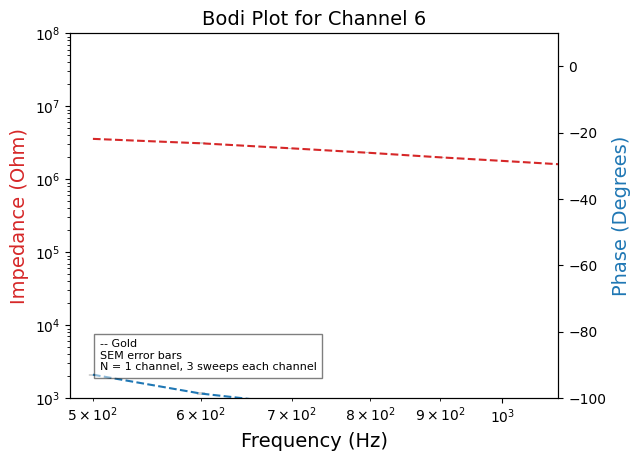 Bodi Plot for Channel 6
Impedance (Ohm)
10^8
10^7
10^6
10^5
10^4
10^3
-- Gold
SEM error bars
N = 1 channel, 3 sweeps each channel
5 × 10^2
6 × 10^2
7 × 10^2
8 × 10^2
9 × 10^2
10^3
Frequency (Hz)
0
−20
−40
−60
−80
−100
Phase (Degrees)